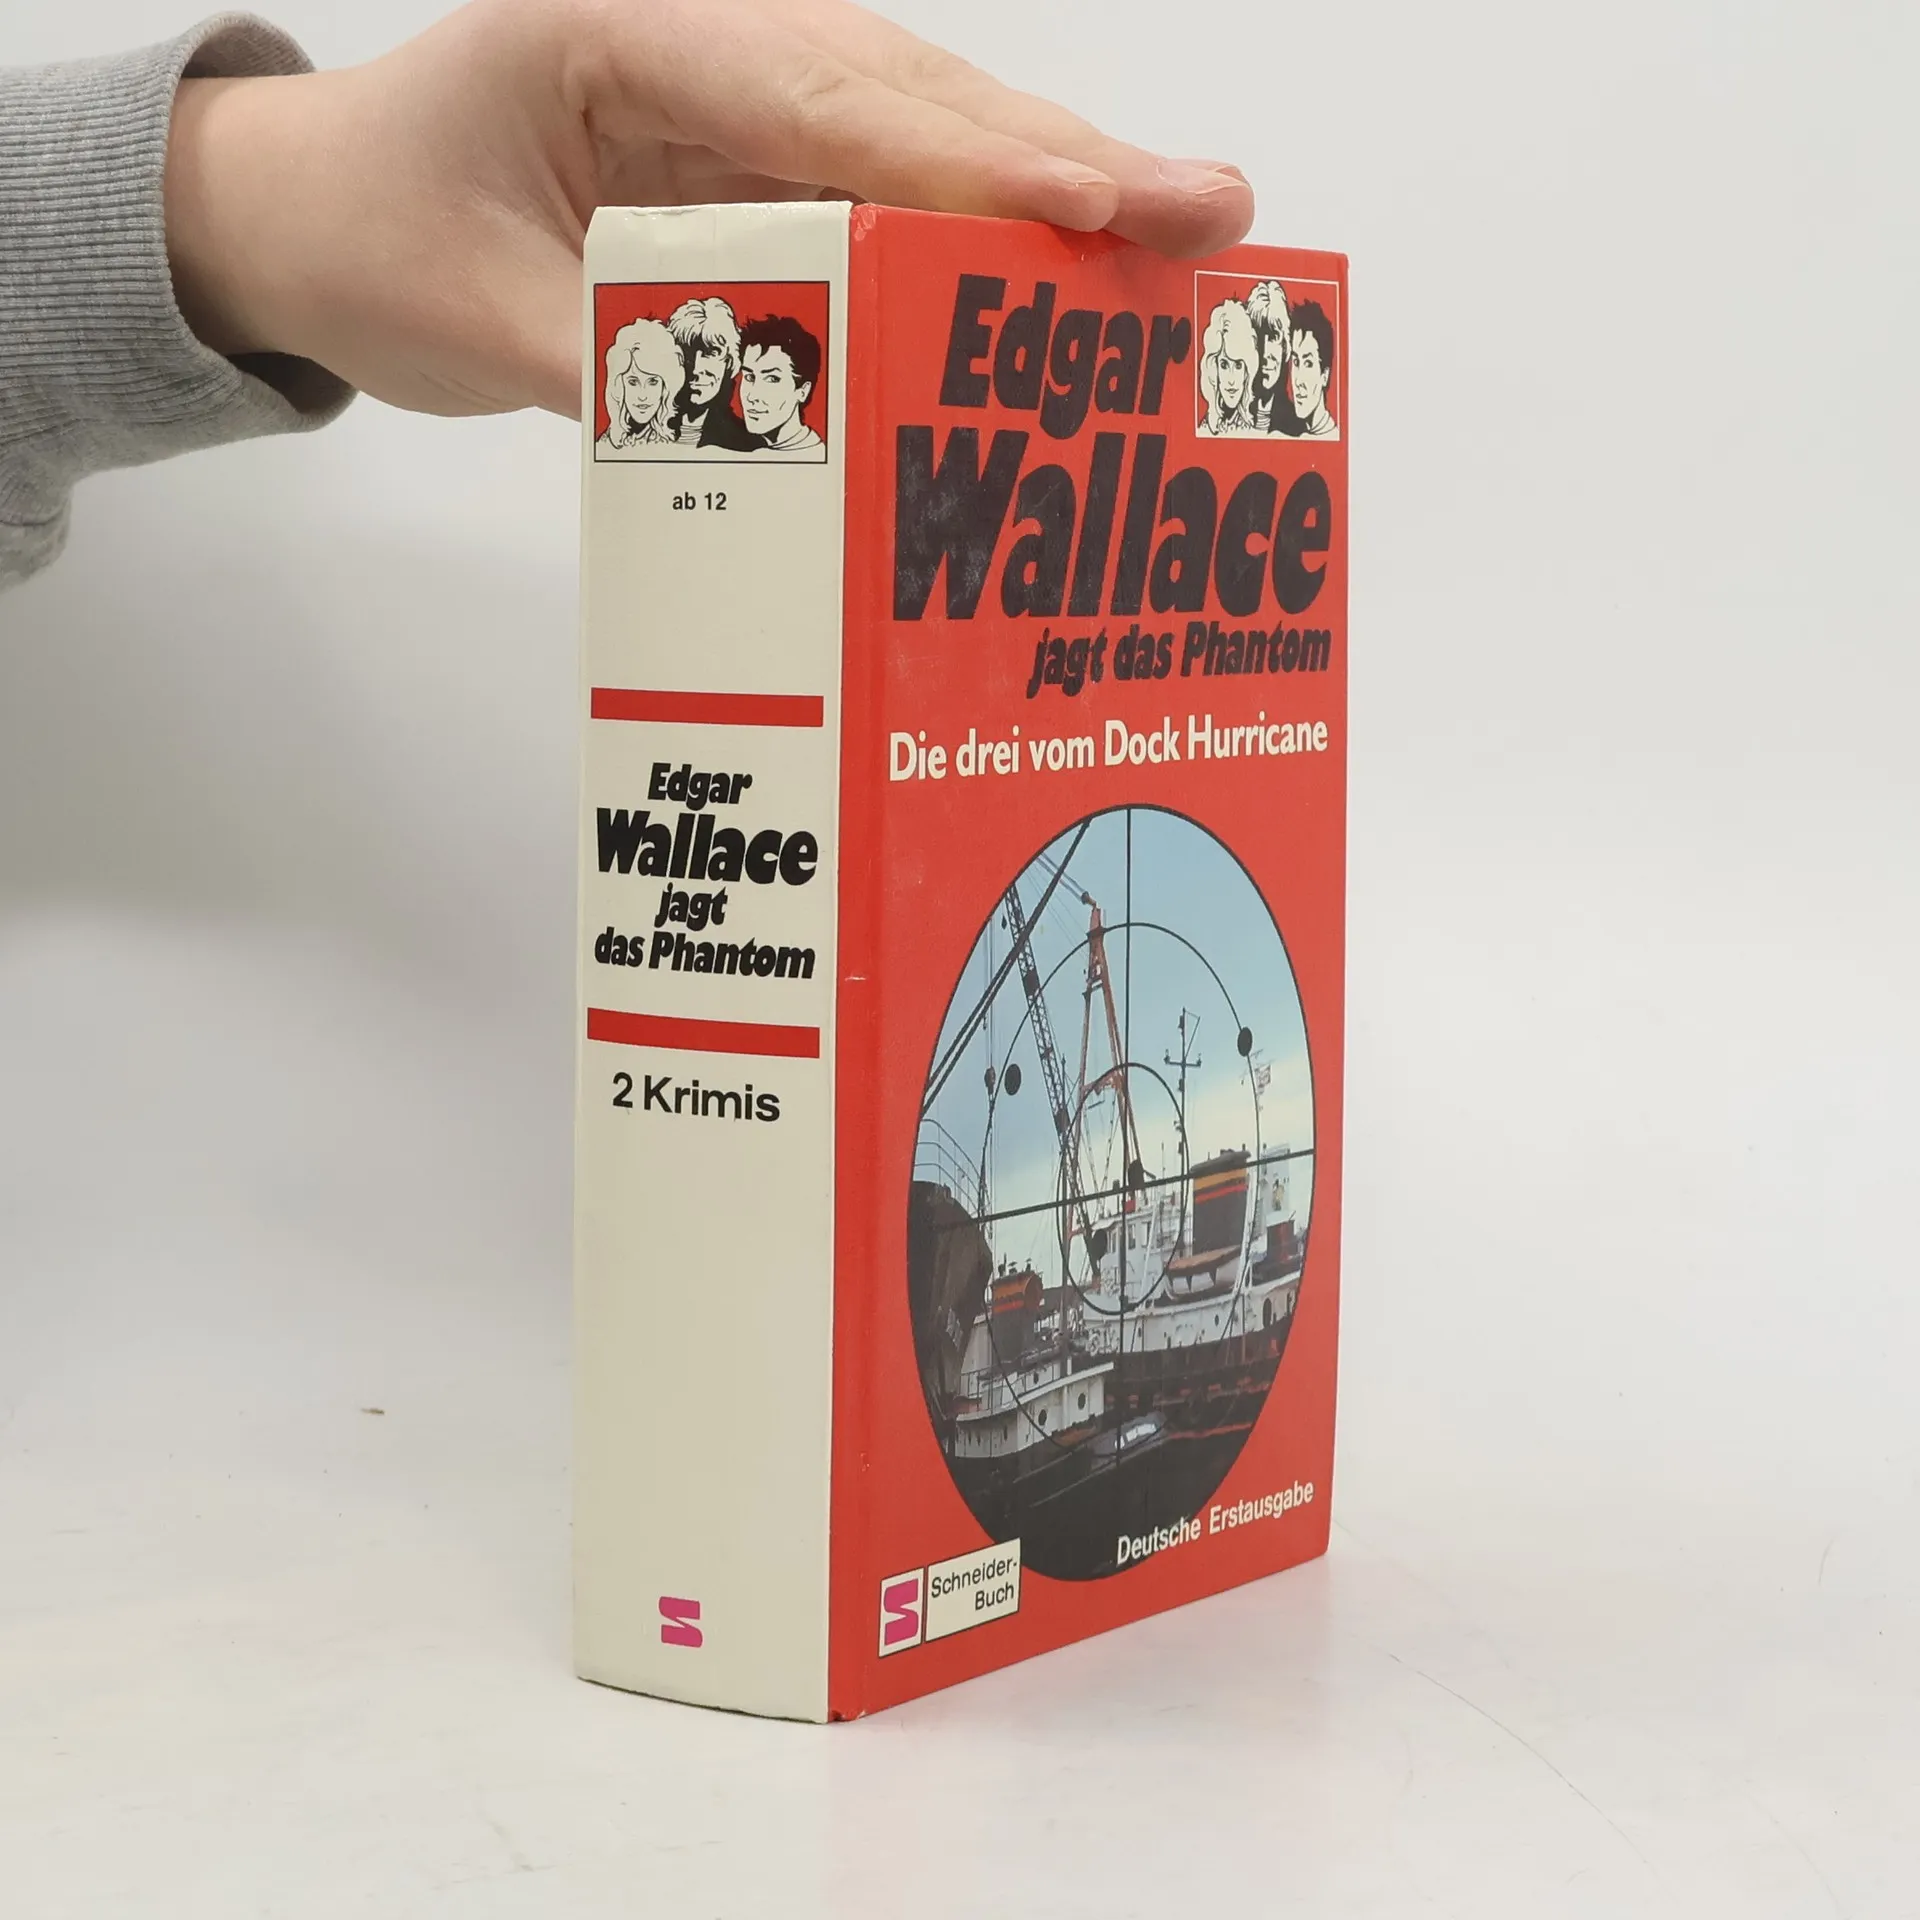 ab 12
Edgar
Wallace
jagt
das Phantom
2 Krimis
Edgar
Wallace
jagt das Phantom
Die drei vom Dock Hurricane
Deutsche Erstausgabe
Schneider-
Buch